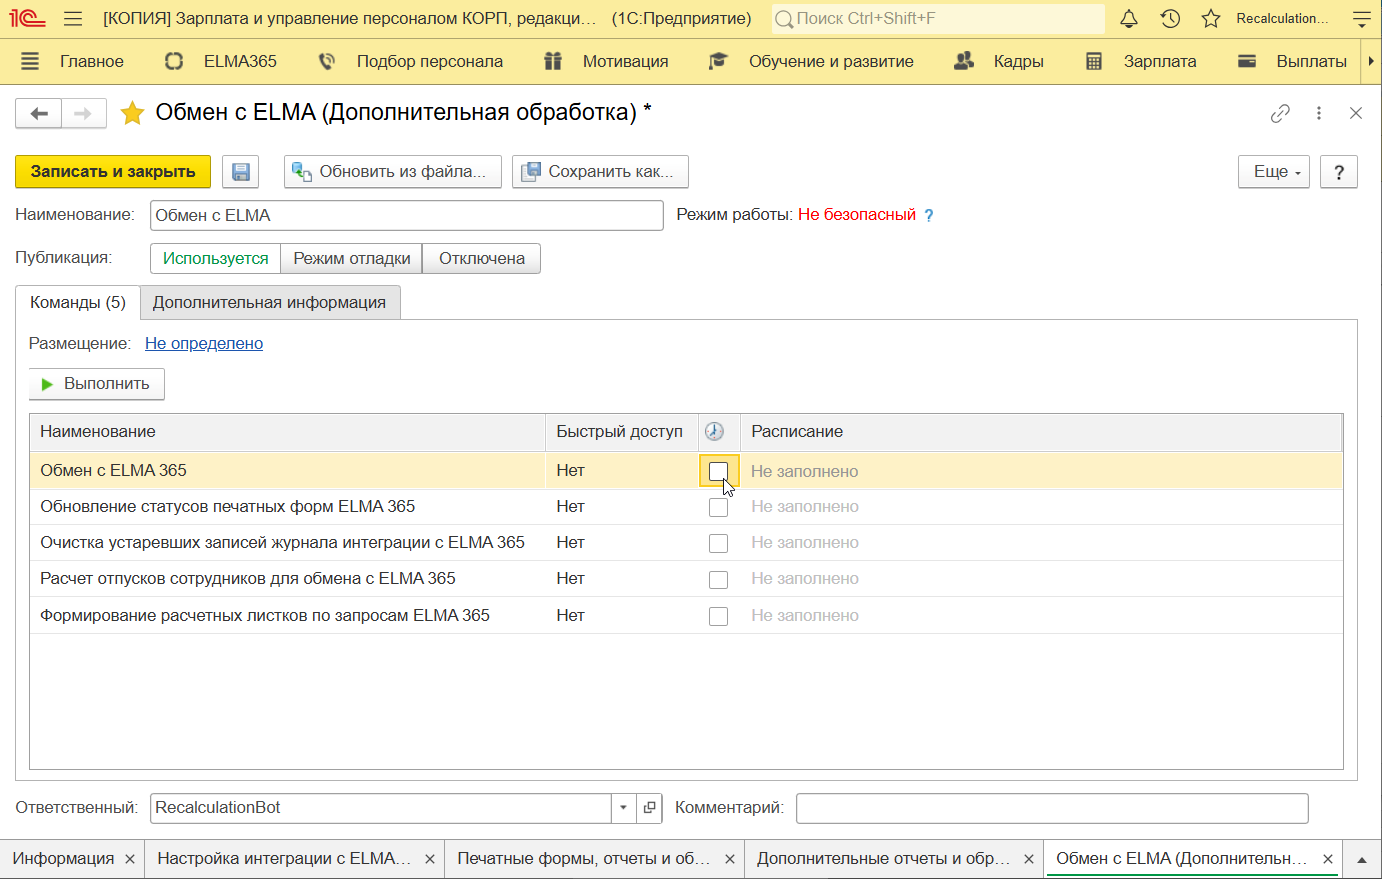 1С [КОПИЯ] Зарплата и управление персоналом КОРП, редакци... (1С:Предприятие) Поиск Ctrl+Shift+F Recalculation...
Главное ELMA365 Подбор персонала Мотивация Обучение и развитие Кадры Зарплата Выплаты
Обмен с ELMA (Дополнительная обработка) *
Записать и закрыть Обновить из файла... Сохранить как... Еще ?
Наименование: Обмен с ELMA Режим работы: Не безопасный ?
Публикация: Используется Режим отладки Отключена
Команды (5) Дополнительная информация
Размещение: Не определено
Выполнить
Наименование Быстрый доступ Расписание
Обмен с ELMA 365 Нет Не заполнено
Обновление статусов печатных форм ELMA 365 Нет Не заполнено
Очистка устаревших записей журнала интеграции с ELMA 365 Нет Не заполнено
Расчет отпусков сотрудников для обмена с ELMA 365 Нет Не заполнено
Формирование расчетных листков по запросам ELMA 365 Нет Не заполнено
Ответственный: RecalculationBot Комментарий:
Информация Настройка интеграции с ELMA... Печатные формы, отчеты и об... Дополнительные отчеты и обр... Обмен с ELMA (Дополнительн...